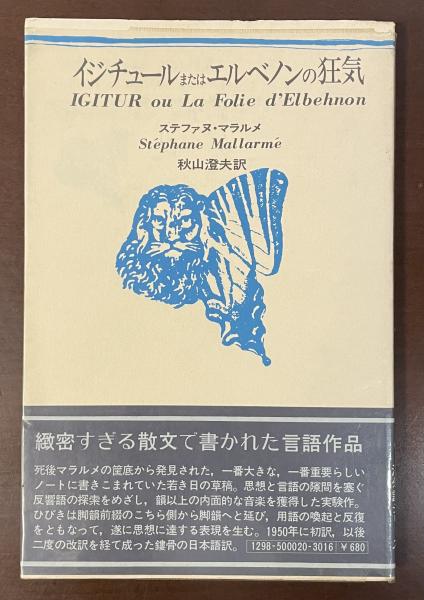 イジチュールまたはエルベノンの狂気
IGITUR ou La Folie d'Elbehnon
ステファヌ・マラルメ
Stéphane Mallarmé
秋山澄夫訳
緻密すぎる散文で書かれた言語作品
死後マラルメの筐底から発見された，一番大きな，一番重要らしい
ノートに書きこまれていた若き日の草稿。思想と言語の隙間を塞ぐ
反響語の探索をめざし，韻以上の内面的な音楽を獲得した実験作。
ひびきは脚韻前綴のこちら側から脚韻へと延び，用語の喚起と反復
をともなって，遂に思想に達する表現を生む。1950年に初訳，以後
二度の改訳を経て成った鏤骨の日本語訳。 1298-500020-3016 ￥680